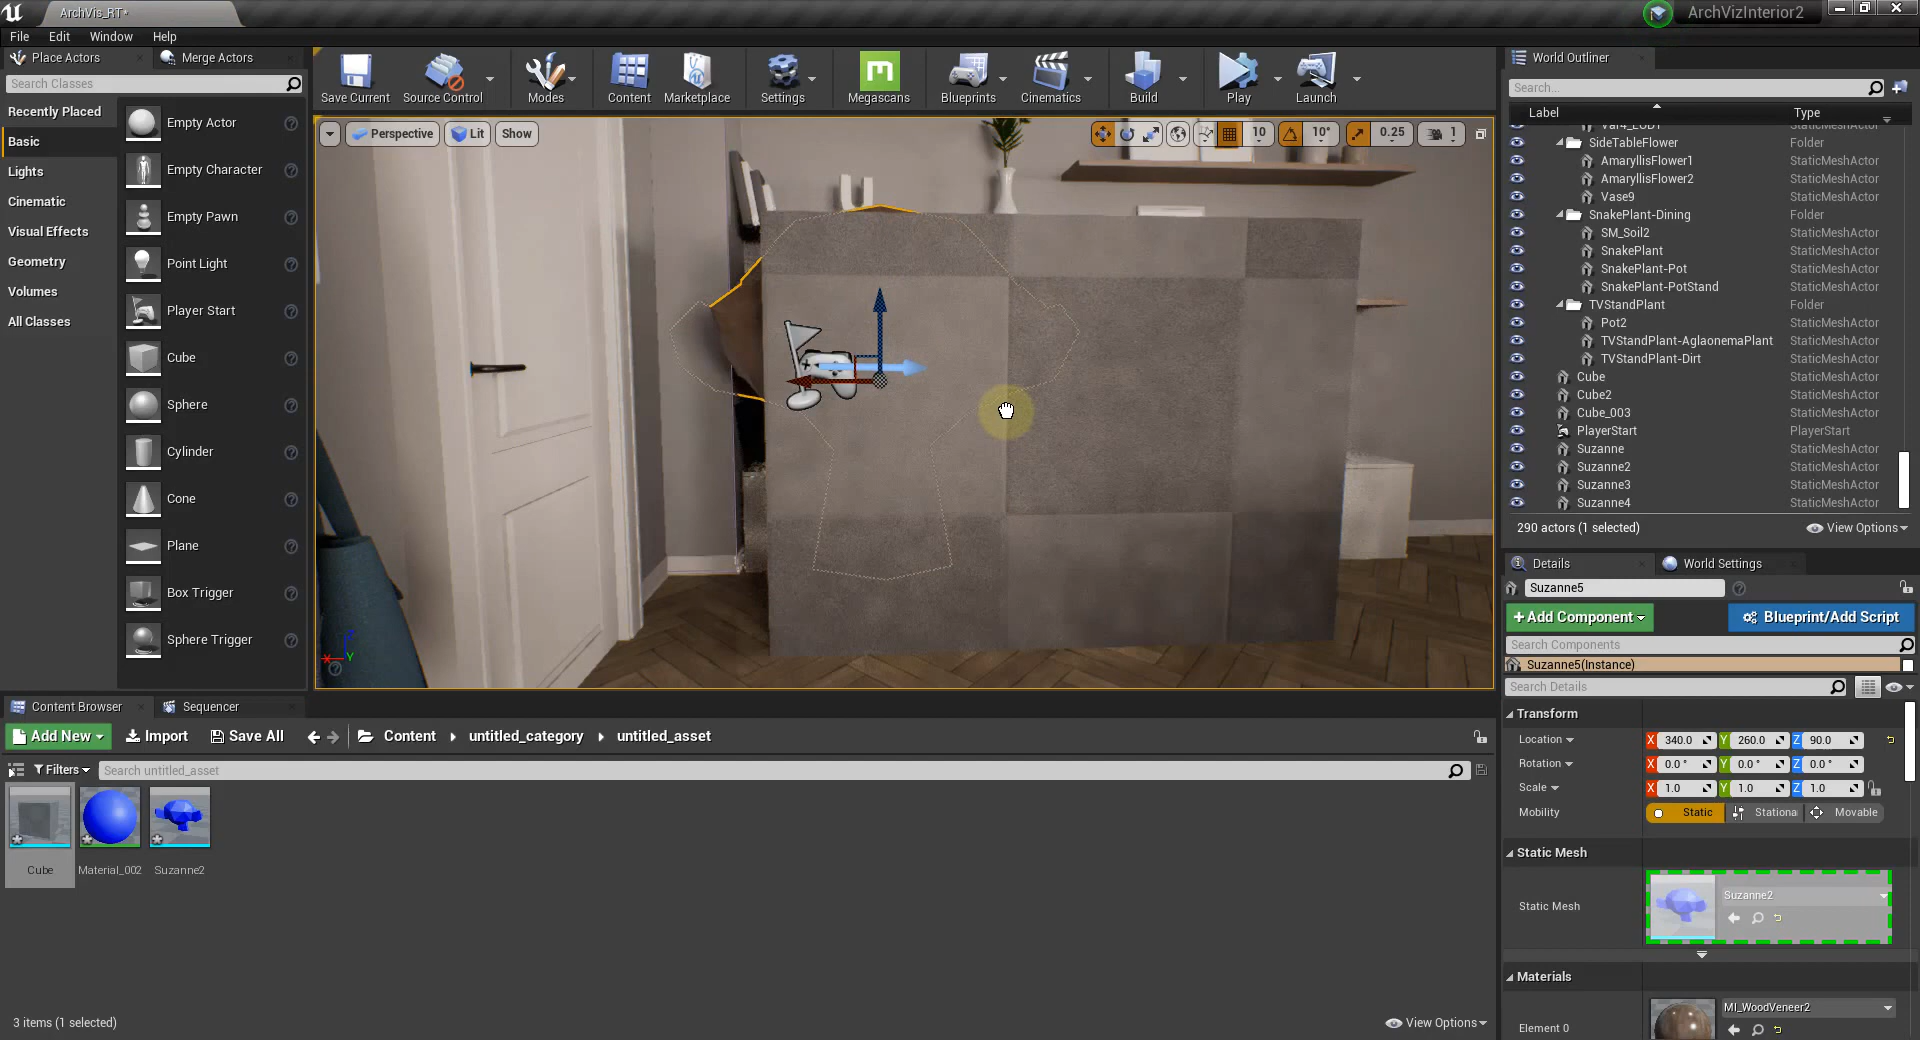 ArchVis_RT*
ArchVizInterior2
File Edit Window Help
Place Actors
Merge Actors
Search Classes
Recently Placed
Basic
Lights
Cinematic
Visual Effects
Geometry
Volumes
All Classes
Empty Actor
Empty Character
Empty Pawn
Point Light
Player Start
Cube
Sphere
Cylinder
Cone
Plane
Box Trigger
Sphere Trigger
Save Current
Source Control
Modes
Content
Marketplace
Settings
Megascans
Blueprints
Cinematics
Build
Play
Launch
Perspective
Lit
Show
10
10°
0.25
1
X
Y
World Outliner
Search...
Label Type
Var4_LOD1 StaticMeshActor
SideTableFlower Folder
AmaryllisFlower1 StaticMeshActor
AmaryllisFlower2 StaticMeshActor
Vase9 StaticMeshActor
SnakePlant-Dining Folder
SM_Soil2 StaticMeshActor
SnakePlant StaticMeshActor
SnakePlant-Pot StaticMeshActor
SnakePlant-PotStand StaticMeshActor
TVStandPlant Folder
Pot2 StaticMeshActor
TVStandPlant-AglaonemaPlant StaticMeshActor
TVStandPlant-Dirt StaticMeshActor
Cube StaticMeshActor
Cube2 StaticMeshActor
Cube_003 StaticMeshActor
PlayerStart PlayerStart
Suzanne StaticMeshActor
Suzanne2 StaticMeshActor
Suzanne3 StaticMeshActor
Suzanne4 StaticMeshActor
290 actors (1 selected)
View Options
Details
World Settings
Suzanne5
+Add Component
Blueprint/Add Script
Search Components
Suzanne5(Instance)
Search Details
Transform
Location X 340.0 Y 260.0 Z 90.0
Rotation X 0.0° Y 0.0° Z 0.0°
Scale X 1.0 Y 1.0 Z 1.0
Mobility Static Stationa Movable
Static Mesh
Static Mesh
Suzanne2
Materials
Element 0
MI_WoodVeneer2
Content Browser
Sequencer
Add New
Import
Save All
Content
untitled_category
untitled_asset
Filters
Search untitled_asset
Cube
Material_002
Suzanne2
3 items (1 selected)
View Options